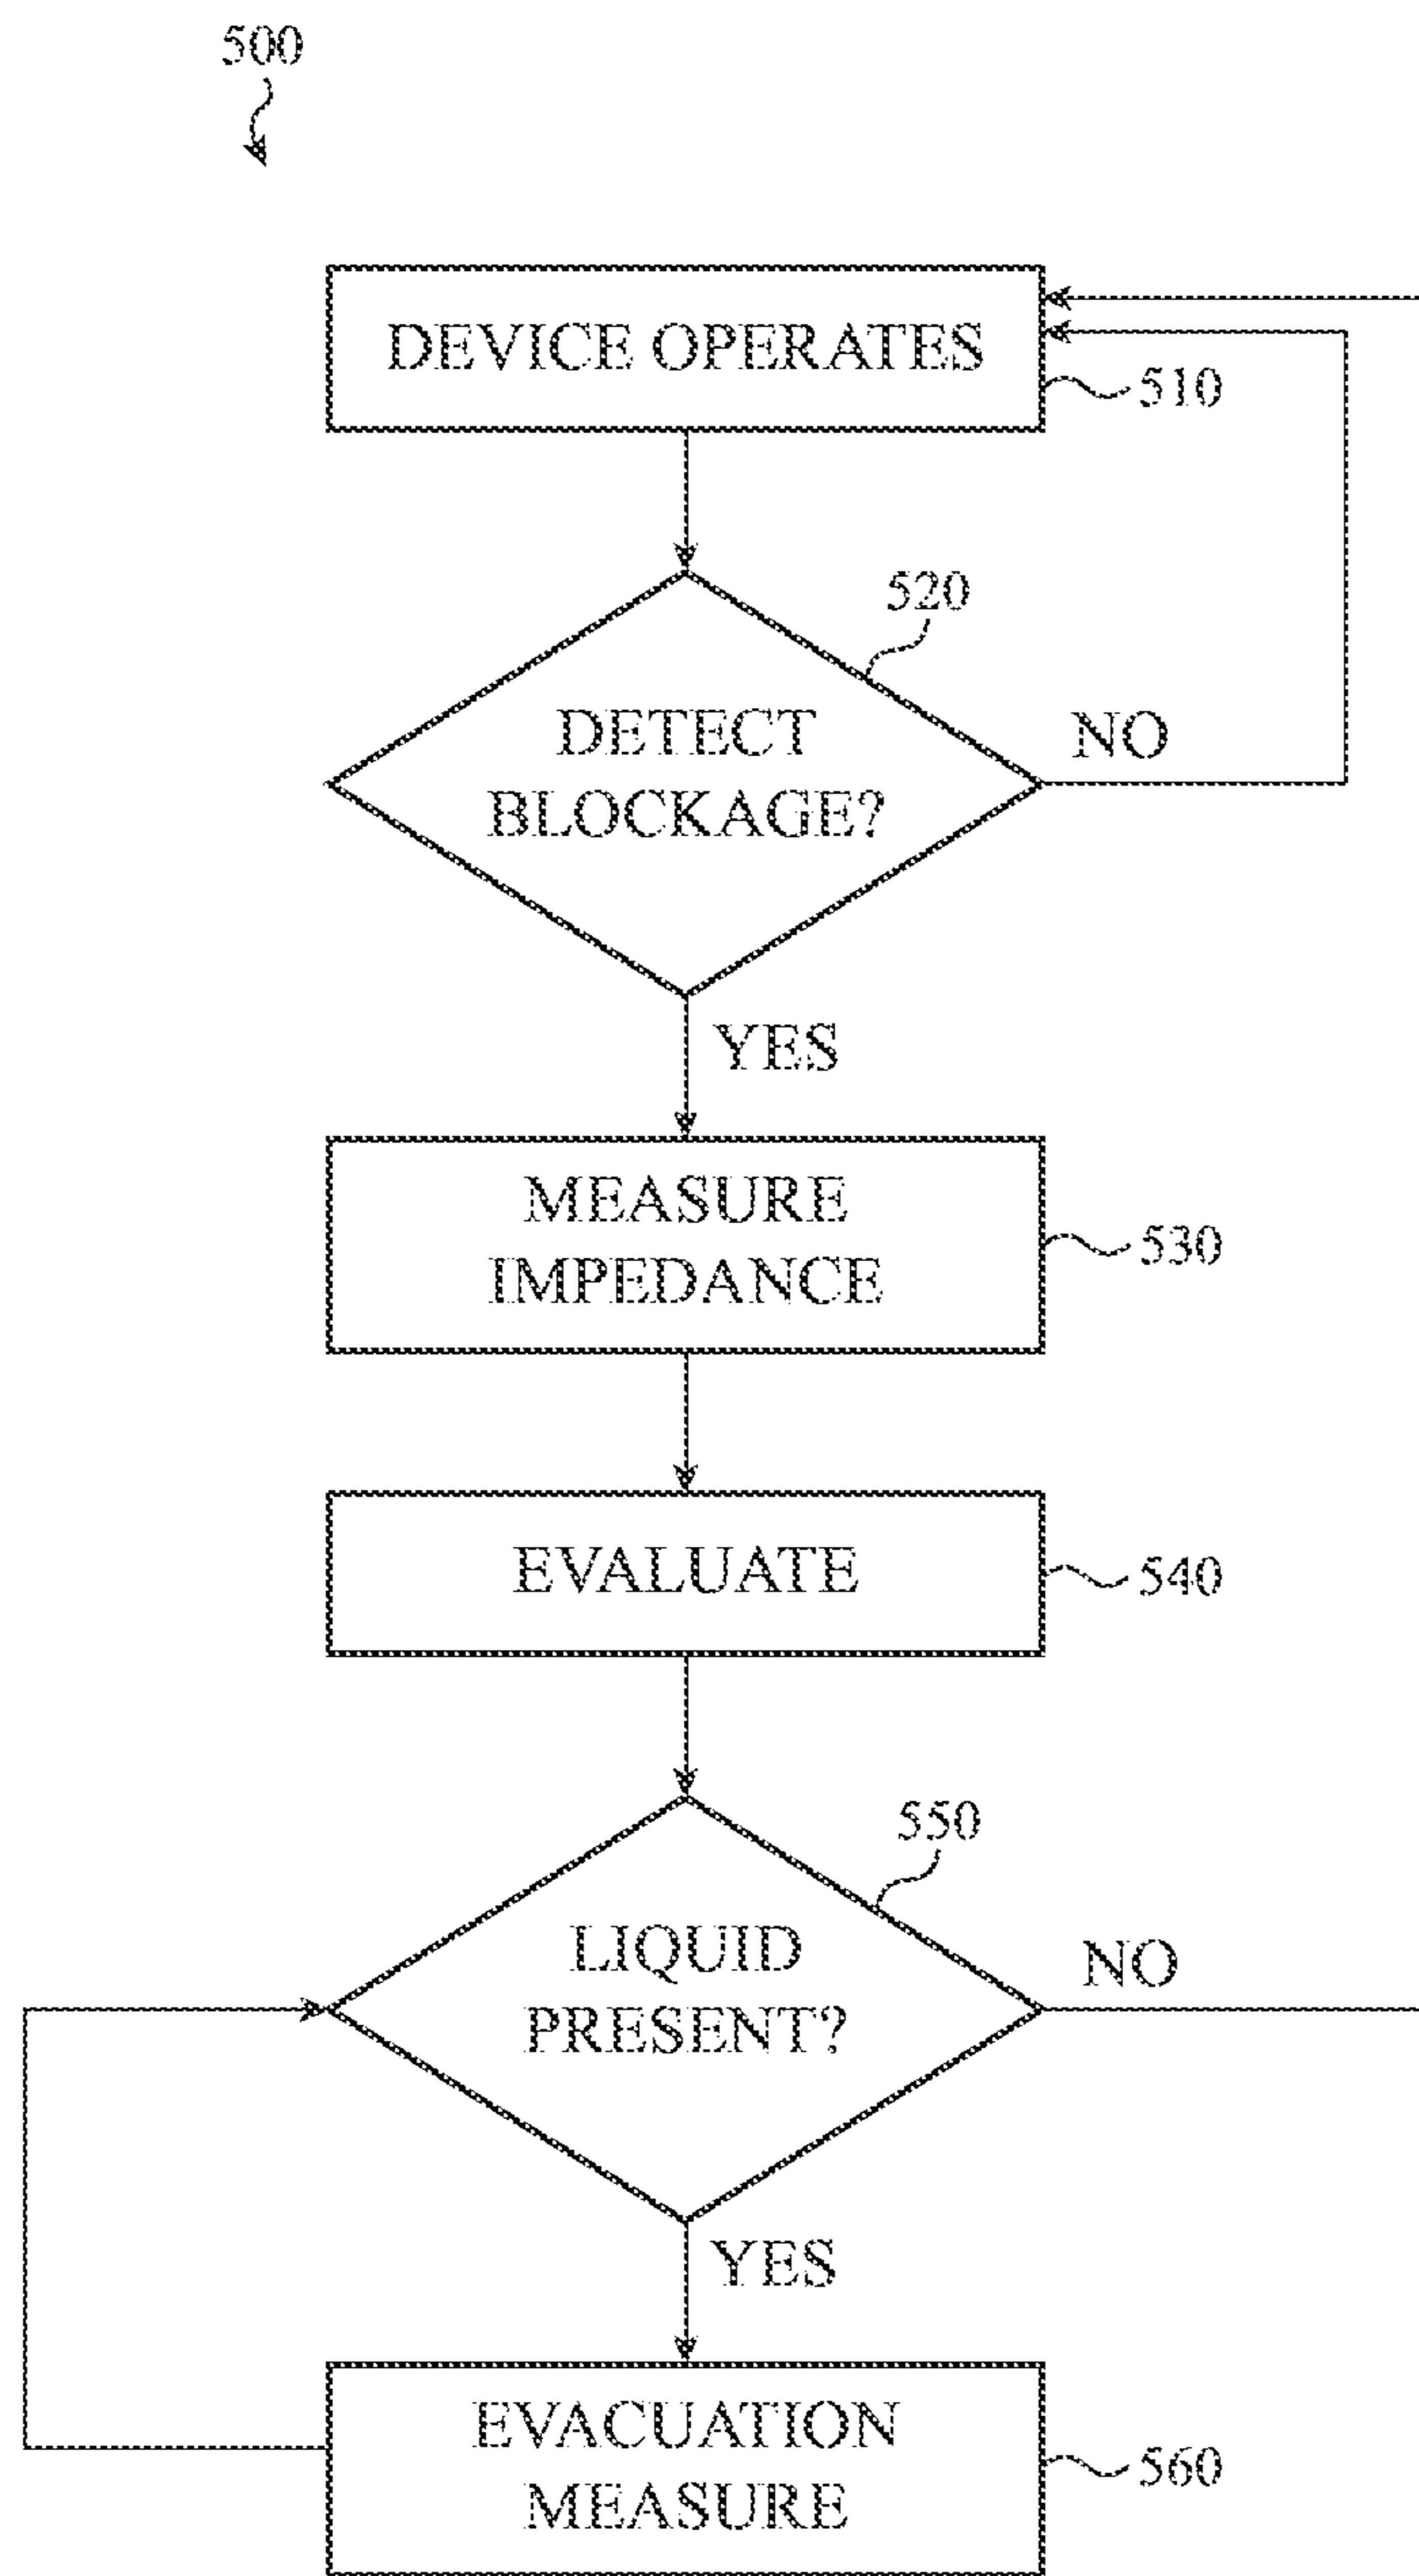 500
DEVICE OPERATES
510
520
DETECT
BLOCKAGE?
NO
YES
MEASURE
IMPEDANCE
530
EVALUATE
540
550
LIQUID
PRESENT?
NO
YES
EVACUATION
MEASURE
560